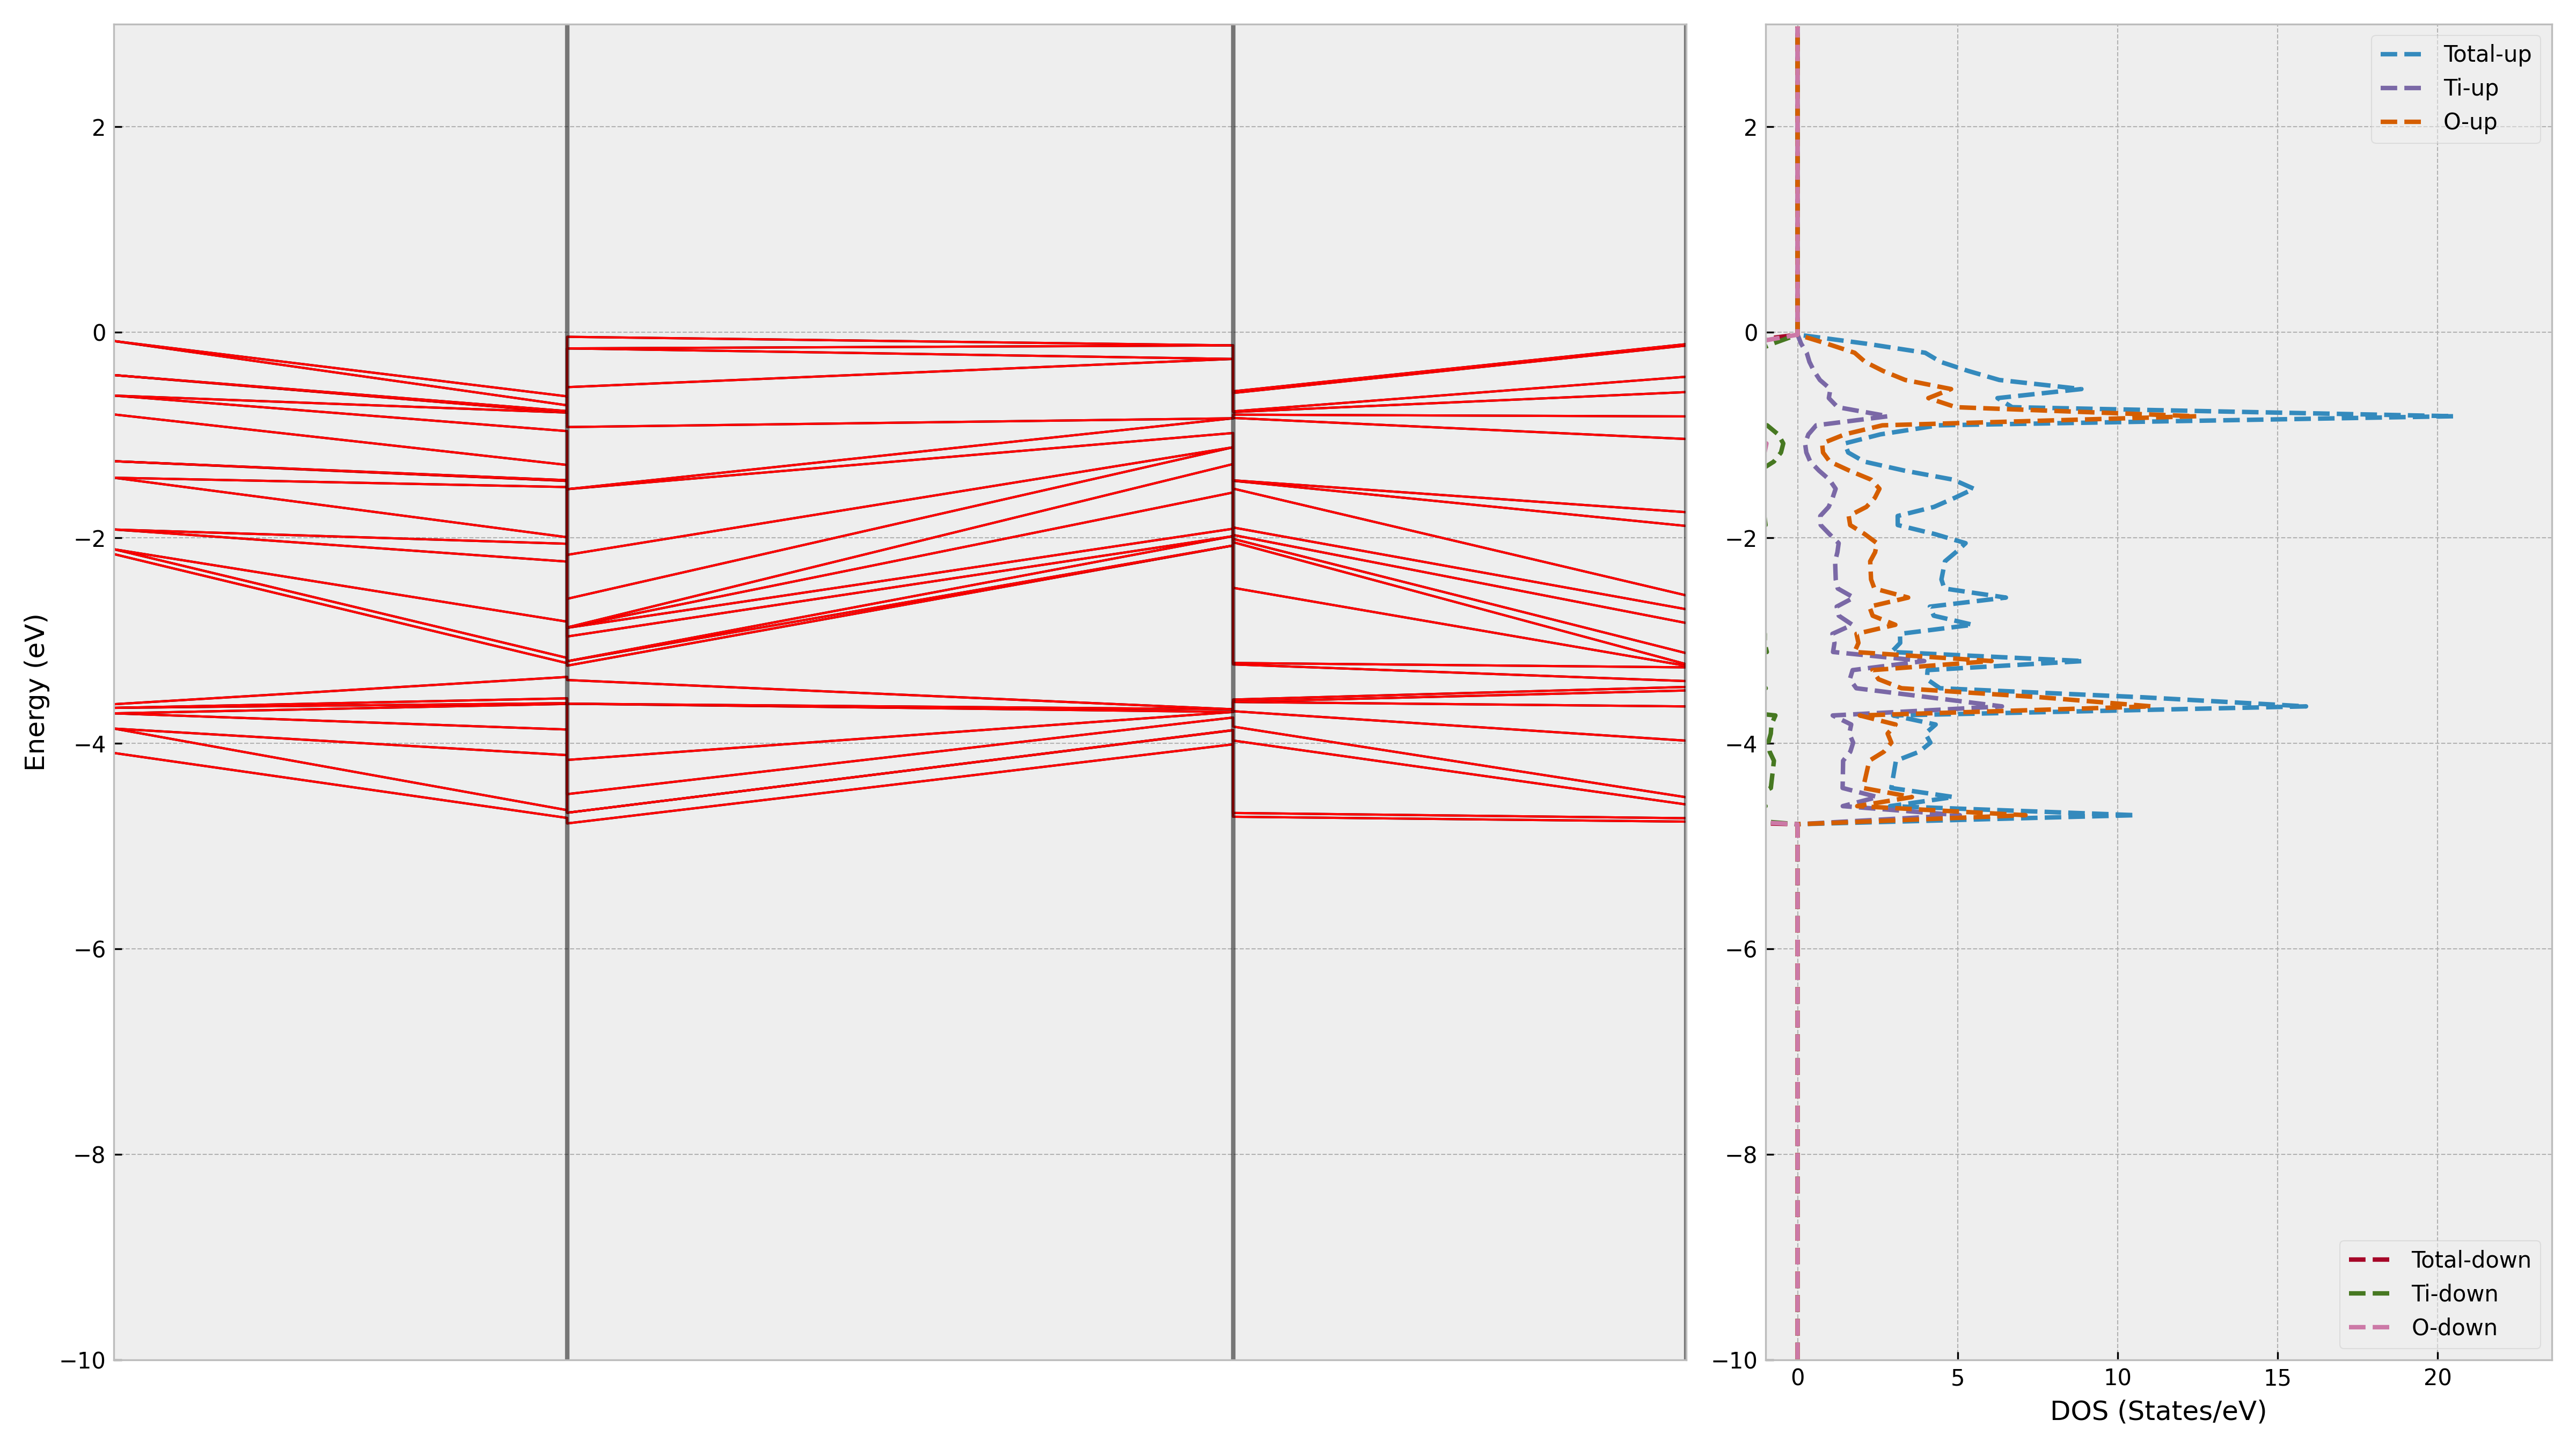 Energy (eV)
2
0
−2
−4
−6
−8
−10
2
0
−2
−4
−6
−8
−10
Total-up
Ti-up
O-up
Total-down
Ti-down
O-down
0 5 10 15 20
DOS (States/eV)